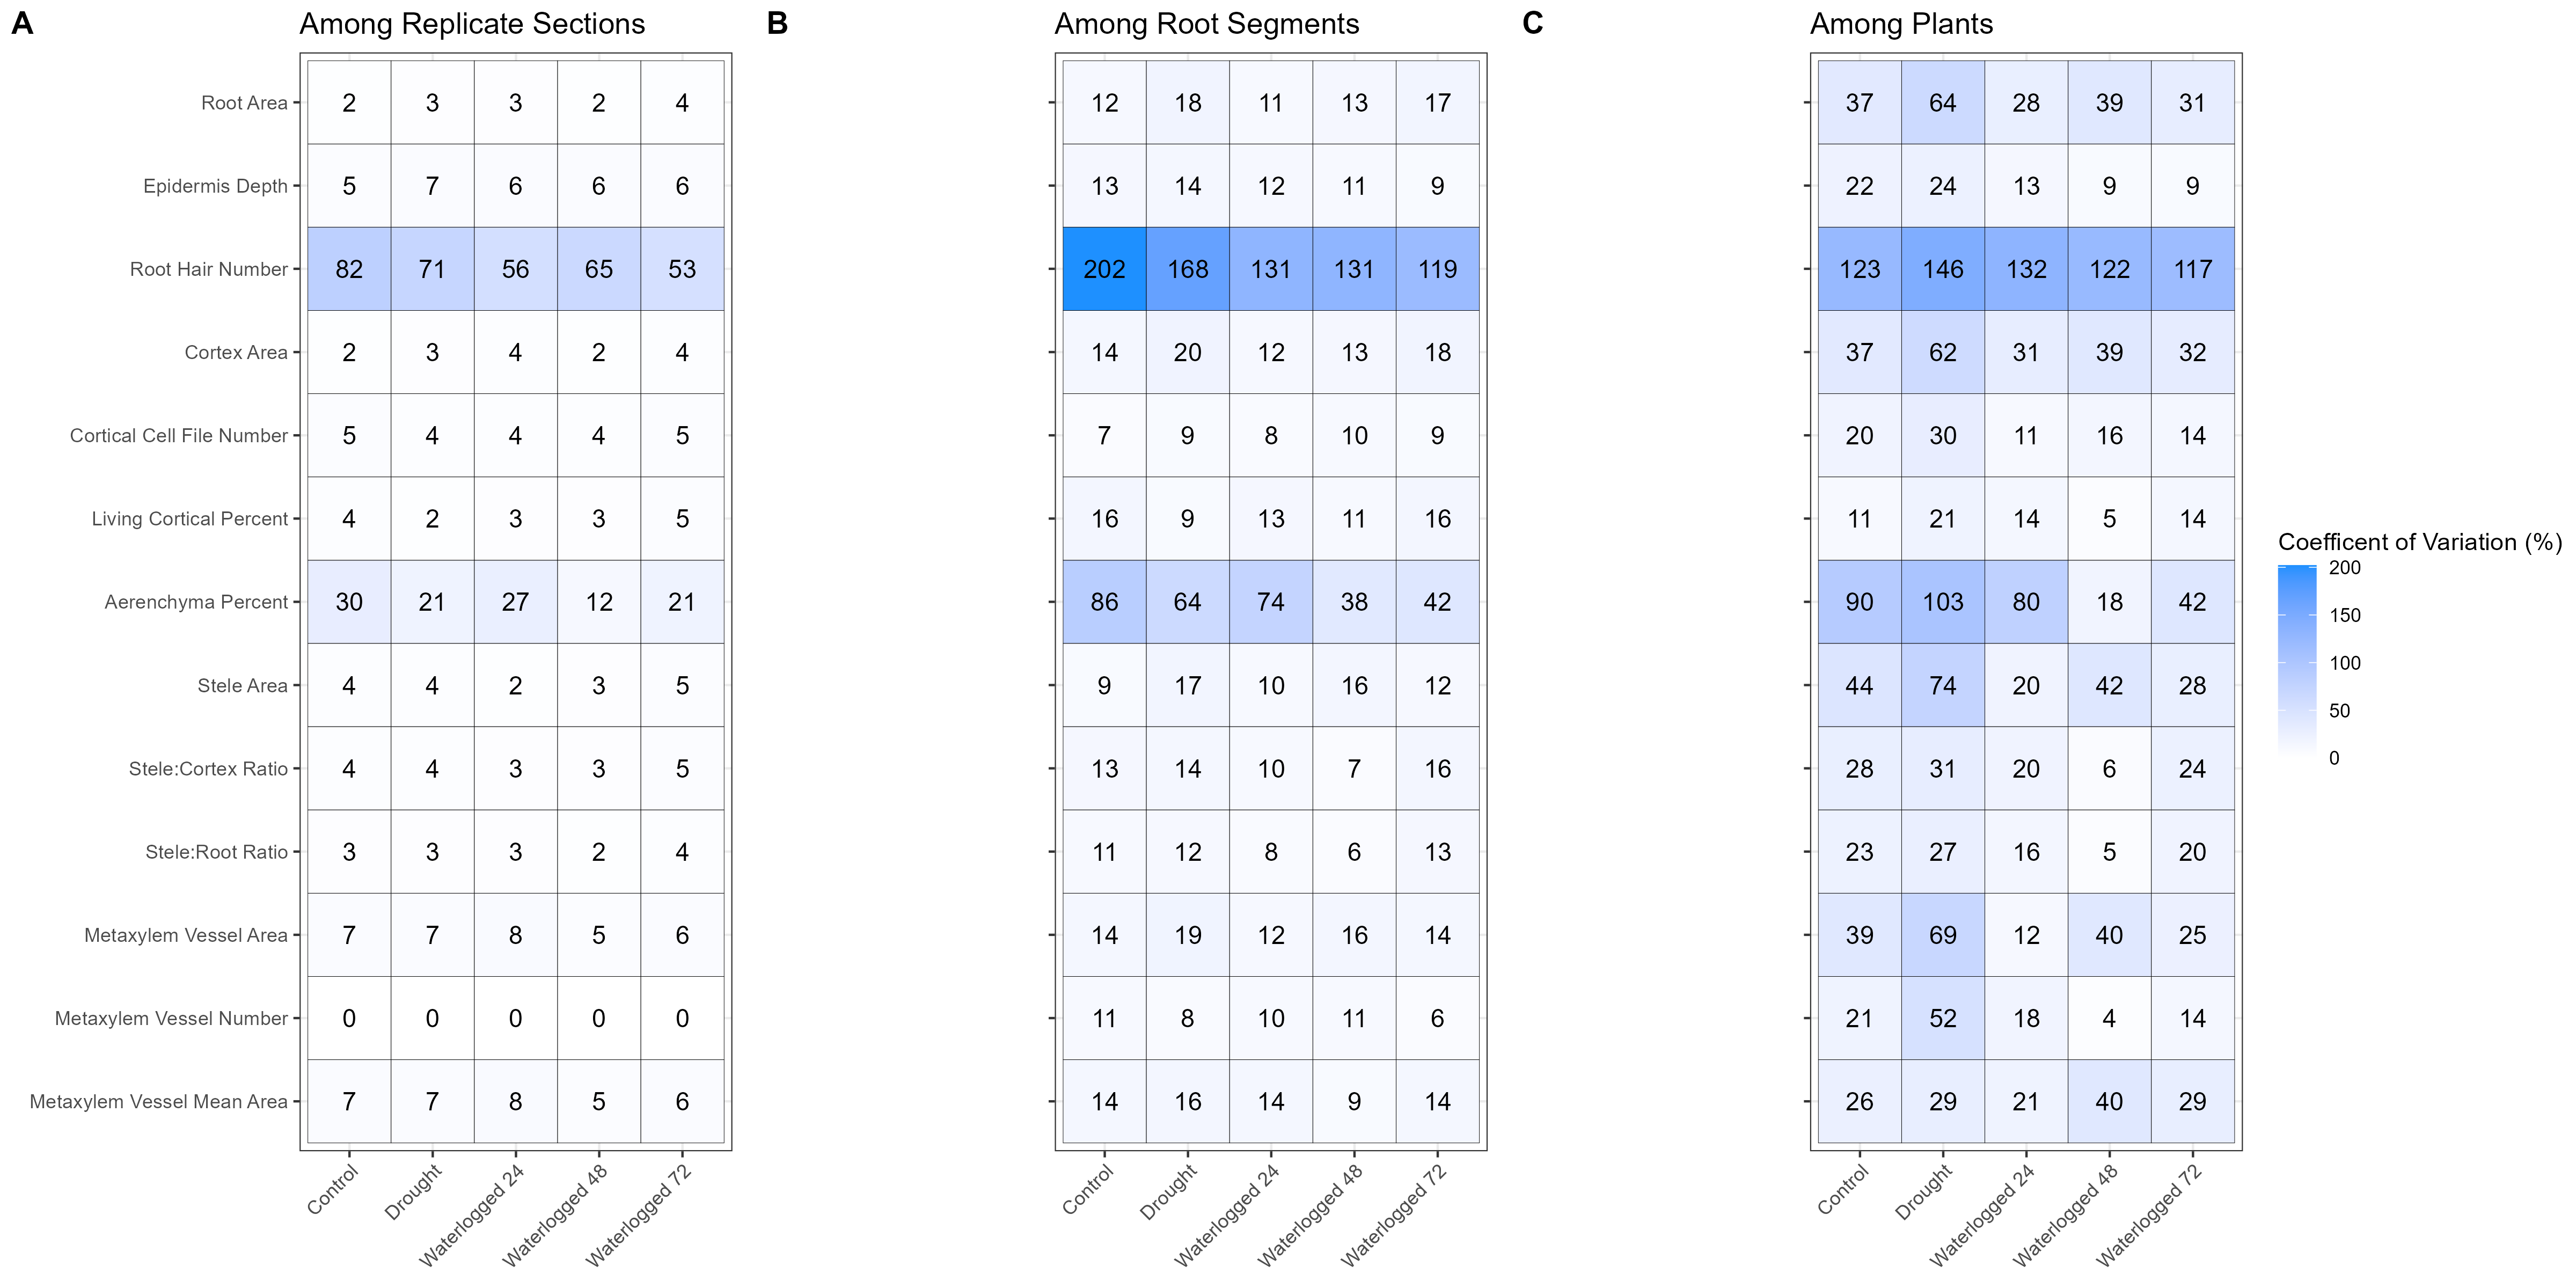 A Among Replicate Sections B Among Root Segments C Among Plants
Root Area 2 3 3 2 4 12 18 11 13 17 37 64 28 39 31
Epidermis Depth 5 7 6 6 6 13 14 12 11 9 22 24 13 9 9
Root Hair Number 82 71 56 65 53 202 168 131 131 119 123 146 132 122 117
Cortex Area 2 3 4 2 4 14 20 12 13 18 37 62 31 39 32
Cortical Cell File Number 5 4 4 4 5 7 9 8 10 9 20 30 11 16 14
Living Cortical Percent 4 2 3 3 5 16 9 13 11 16 11 21 14 5 14
Coefficent of Variation (%)
200
150
100
50
0
Aerenchyma Percent 30 21 27 12 21 86 64 74 38 42 90 103 80 18 42
Stele Area 4 4 2 3 5 9 17 10 16 12 44 74 20 42 28
Stele:Cortex Ratio 4 4 3 3 5 13 14 10 7 16 28 31 20 6 24
Stele:Root Ratio 3 3 3 2 4 11 12 8 6 13 23 27 16 5 20
Metaxylem Vessel Area 7 7 8 5 6 14 19 12 16 14 39 69 12 40 25
Metaxylem Vessel Number 0 0 0 0 0 11 8 10 11 6 21 52 18 4 14
Metaxylem Vessel Mean Area 7 7 8 5 6 14 16 14 9 14 26 29 21 40 29
Control Drought Waterlogged 24 Waterlogged 48 Waterlogged 72 Control Drought Waterlogged 24 Waterlogged 48 Waterlogged 72 Control Drought Waterlogged 24 Waterlogged 48 Waterlogged 72